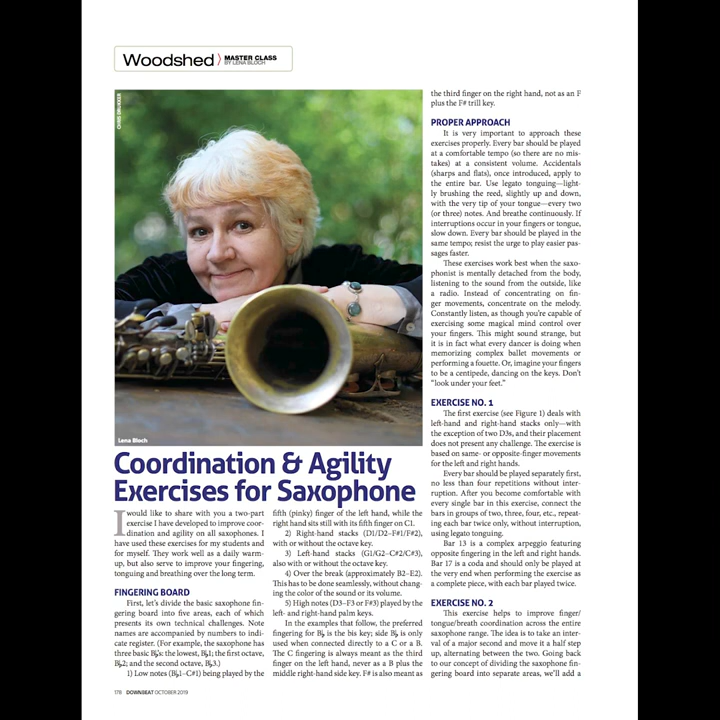 Woodshed
MASTER CLASS
BY LENA BLOCH
CHRIS DRUKKER
Lena Bloch
Coordination & Agility
Exercises for Saxophone
I would like to share with you a two-part
exercise I have developed to improve coor-
dination and agility on all saxophones. I
have used these exercises for my students and
for myself. They work well as a daily warm-
up, but also serve to improve your fingering,
tonguing and breathing over the long term.
FINGERING BOARD
First, let's divide the basic saxophone fin-
gering board into five areas, each of which
presents its own technical challenges. Note
names are accompanied by numbers to indi-
cate register. (For example, the saxophone has
three basic B♭s: the lowest, B♭1; the first octave,
B♭2; and the second octave, B♭3.)
1) Low notes (B♭1–C#1) being played by the
fifth (pinky) finger of the left hand, while the
right hand sits still with its fifth finger on C1.
2) Right-hand stacks (D1/D2–F#1/F#2),
with or without the octave key.
3) Left-hand stacks (G1/G2–C#2/C#3),
also with or without the octave key.
4) Over the break (approximately B2–E2).
This has to be done seamlessly, without chang-
ing the color of the sound or its volume.
5) High notes (D3–F3 or F#3) played by the
left- and right-hand palm keys.
In the examples that follow, the preferred
fingering for B♭ is the bis key; side B♭ is only
used when connected directly to a C or a B.
The C fingering is always meant as the third
finger on the left hand, never as a B plus the
middle right-hand side key. F# is also meant as
the third finger on the right hand, not as an F
plus the F# trill key.
PROPER APPROACH
It is very important to approach these
exercises properly. Every bar should be played
at a comfortable tempo (so there are no mis-
takes) at a consistent volume. Accidentals
(sharps and flats), once introduced, apply to
the entire bar. Use legato tonguing—light-
ly brushing the reed, slightly up and down,
with the very tip of your tongue—every two
(or three) notes. And breathe continuously. If
interruptions occur in your fingers or tongue,
slow down. Every bar should be played in the
same tempo; resist the urge to play easier pas-
sages faster.
These exercises work best when the saxo-
phonist is mentally detached from the body,
listening to the sound from the outside, like
a radio. Instead of concentrating on fin-
ger movements, concentrate on the melody.
Constantly listen, as though you're capable of
exercising some magical mind control over
your fingers. This might sound strange, but
it is in fact what every dancer is doing when
memorizing complex ballet movements or
performing a fouette. Or, imagine your fingers
to be a centipede, dancing on the keys. Don't
“look under your feet.”
EXERCISE NO. 1
The first exercise (see Figure 1) deals with
left-hand and right-hand stacks only—with
the exception of two D3s, and their placement
does not present any challenge. The exercise is
based on same- or opposite-finger movements
for the left and right hands.
Every bar should be played separately first,
no less than four repetitions without inter-
ruption. After you become comfortable with
every single bar in this exercise, connect the
bars in groups of two, three, four, etc., repeat-
ing each bar twice only, without interruption,
using legato tonguing.
Bar 13 is a complex arpeggio featuring
opposite fingering in the left and right hands.
Bar 17 is a coda and should only be played at
the very end when performing the exercise as
a complete piece, with each bar played twice.
EXERCISE NO. 2
This exercise helps to improve finger/
tongue/breath coordination across the entire
saxophone range. The idea is to take an inter-
val of a major second and move it a half step
up, alternating between the two. Going back
to our concept of dividing the saxophone fin-
gering board into separate areas, we'll add a
178 DOWNBEAT OCTOBER 2019